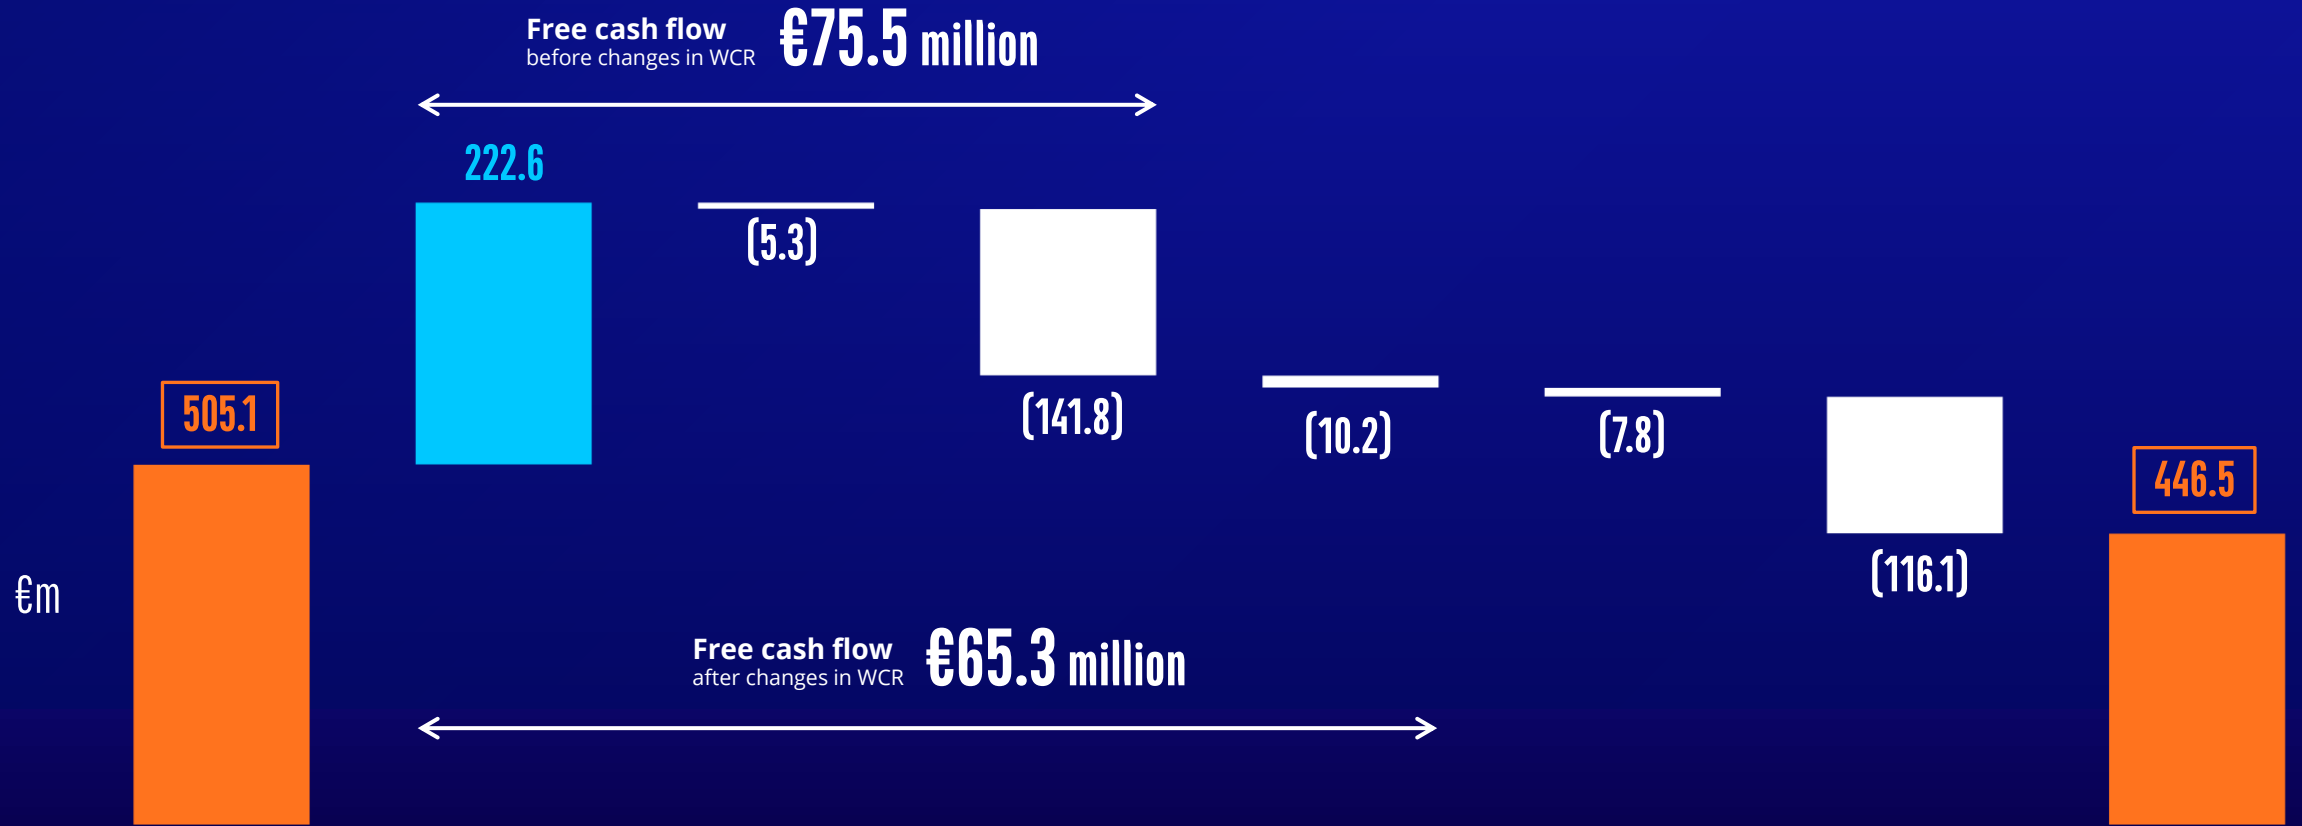 Free cash flow
before changes in WCR
€75.5 million
222.6
(5.3)
(141.8)
505.1
(10.2)
(7.8)
446.5
(116.1)
€m
Free cash flow
after changes in WCR
€65.3 million